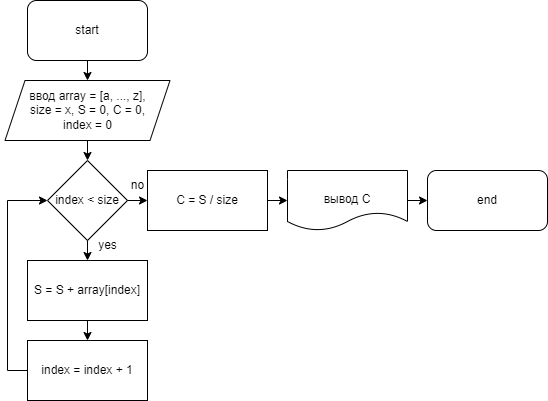 start
ввод array = [a, ..., z],
size = x, S = 0, C = 0,
index = 0
index < size
no
C = S / size
вывод C
end
yes
S = S + array[index]
index = index + 1